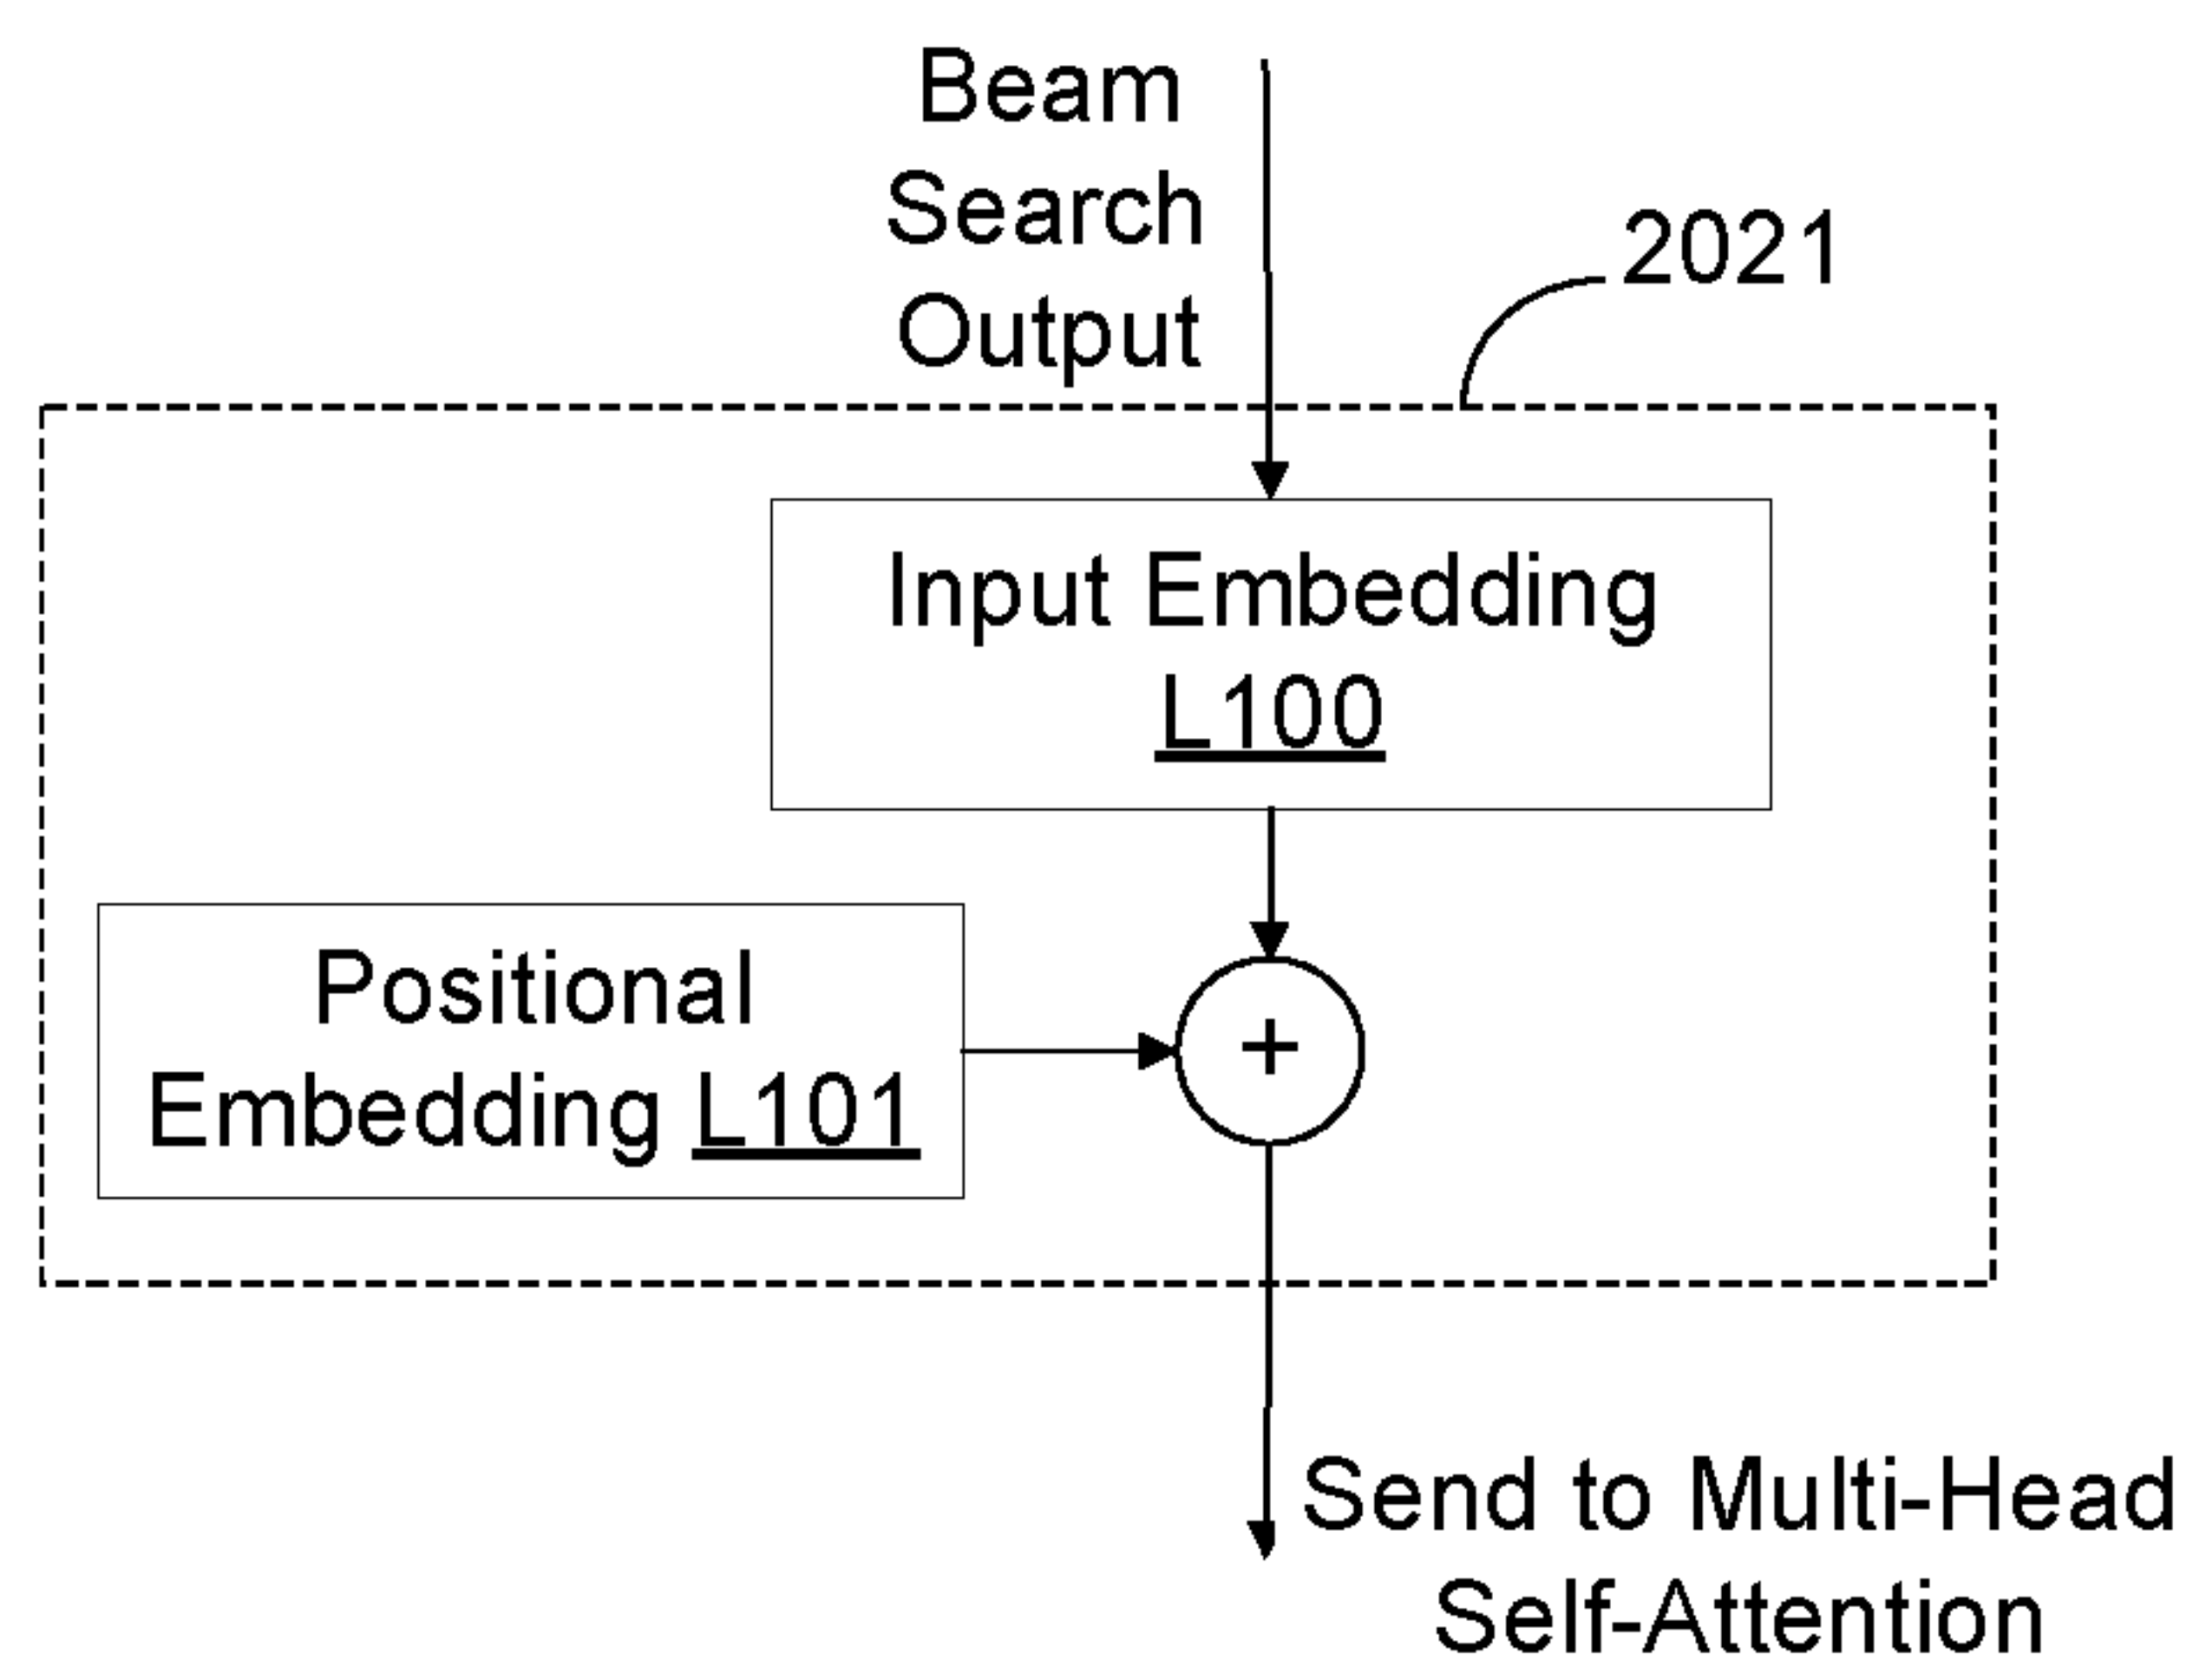 Beam
Search
Output
2021
Input Embedding
L100
Positional
Embedding L101
+
Send to Multi-Head
Self-Attention